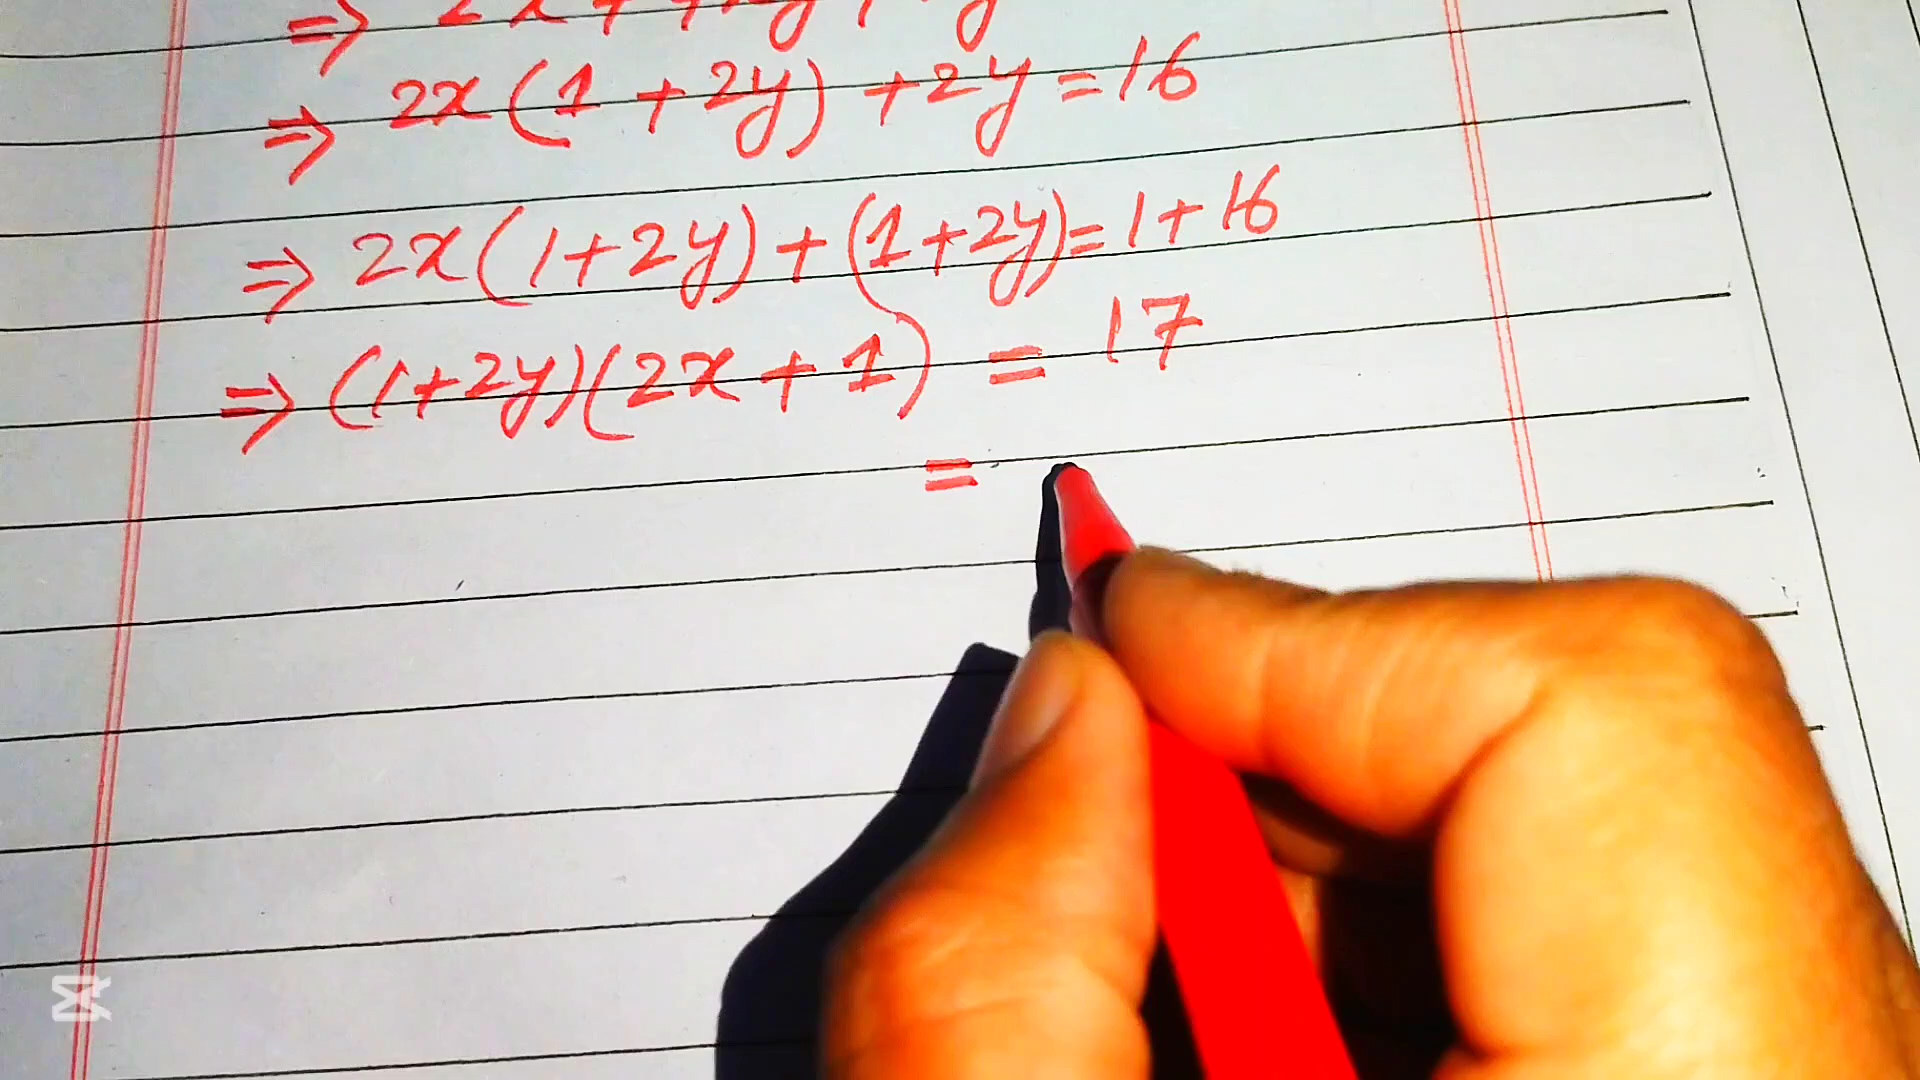 ⇒ 2x(1+2y)+2y=16
⇒ 2x(1+2y)+(1+2y)=1+16
⇒ (1+2y)(2x+1) = 17
=